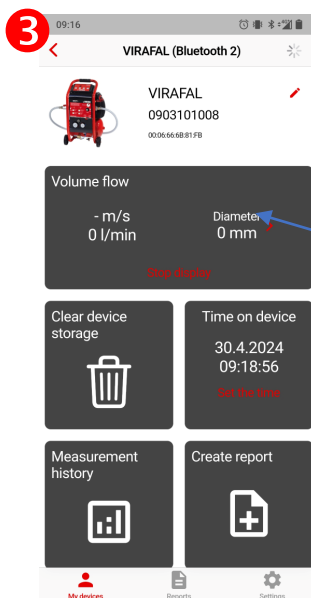 3
09:16
VIRAFAL (Bluetooth 2)
VIRAFAL
0903101008
00:06:66:6B:81:FB
Volume flow
- m/s
0 l/min
Diameter
0 mm
Stop display
Clear device
storage
Time on device
30.4.2024
09:18:56
Set the time
Measurement
history
Create report
My devices
Reports
Settings